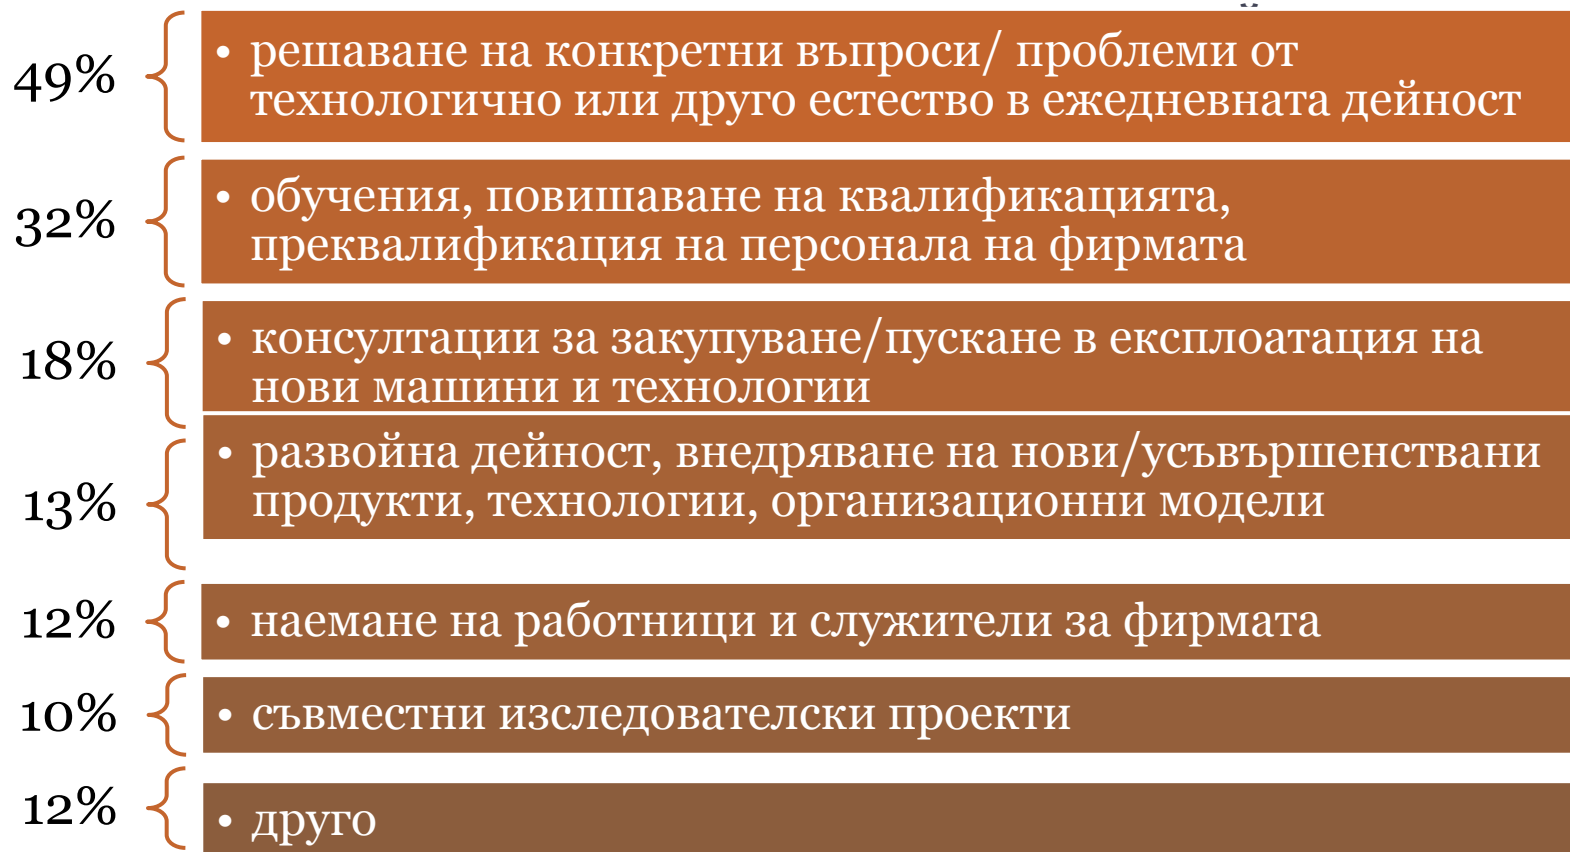 49%
• решаване на конкретни въпроси/ проблеми от
технологично или друго естество в ежедневната дейност
32%
• обучения, повишаване на квалификацията,
преквалификация на персонала на фирмата
18%
• консултации за закупуване/пускане в експлоатация на
нови машини и технологии
13%
• развойна дейност, внедряване на нови/усъвършенствани
продукти, технологии, организационни модели
12%
• наемане на работници и служители за фирмата
10%
• съвместни изследователски проекти
12%
• друго